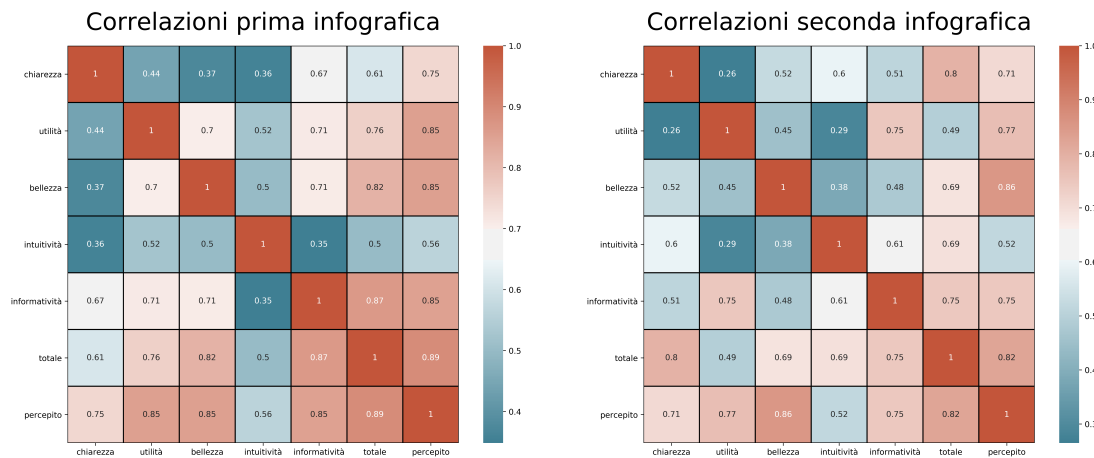 Correlazioni prima infografica
chiarezza 1 0.44 0.37 0.36 0.67 0.61 0.75
utilità 0.44 1 0.7 0.52 0.71 0.76 0.85
bellezza 0.37 0.7 1 0.5 0.71 0.82 0.85
intuitività 0.36 0.52 0.5 1 0.35 0.5 0.56
informatività 0.67 0.71 0.71 0.35 1 0.87 0.85
totale 0.61 0.76 0.82 0.5 0.87 1 0.89
percepito 0.75 0.85 0.85 0.56 0.85 0.89 1
chiarezza utilità bellezza intuitività informatività totale percepito
1.0
0.9
0.8
0.7
0.6
0.5
0.4
Correlazioni seconda infografica
chiarezza 1 0.26 0.52 0.6 0.51 0.8 0.71
utilità 0.26 1 0.45 0.29 0.75 0.49 0.77
bellezza 0.52 0.45 1 0.38 0.48 0.69 0.86
intuitività 0.6 0.29 0.38 1 0.61 0.69 0.52
informatività 0.51 0.75 0.48 0.61 1 0.75 0.75
totale 0.8 0.49 0.69 0.69 0.75 1 0.82
percepito 0.71 0.77 0.86 0.52 0.75 0.82 1
chiarezza utilità bellezza intuitività informatività totale percepito
1.0